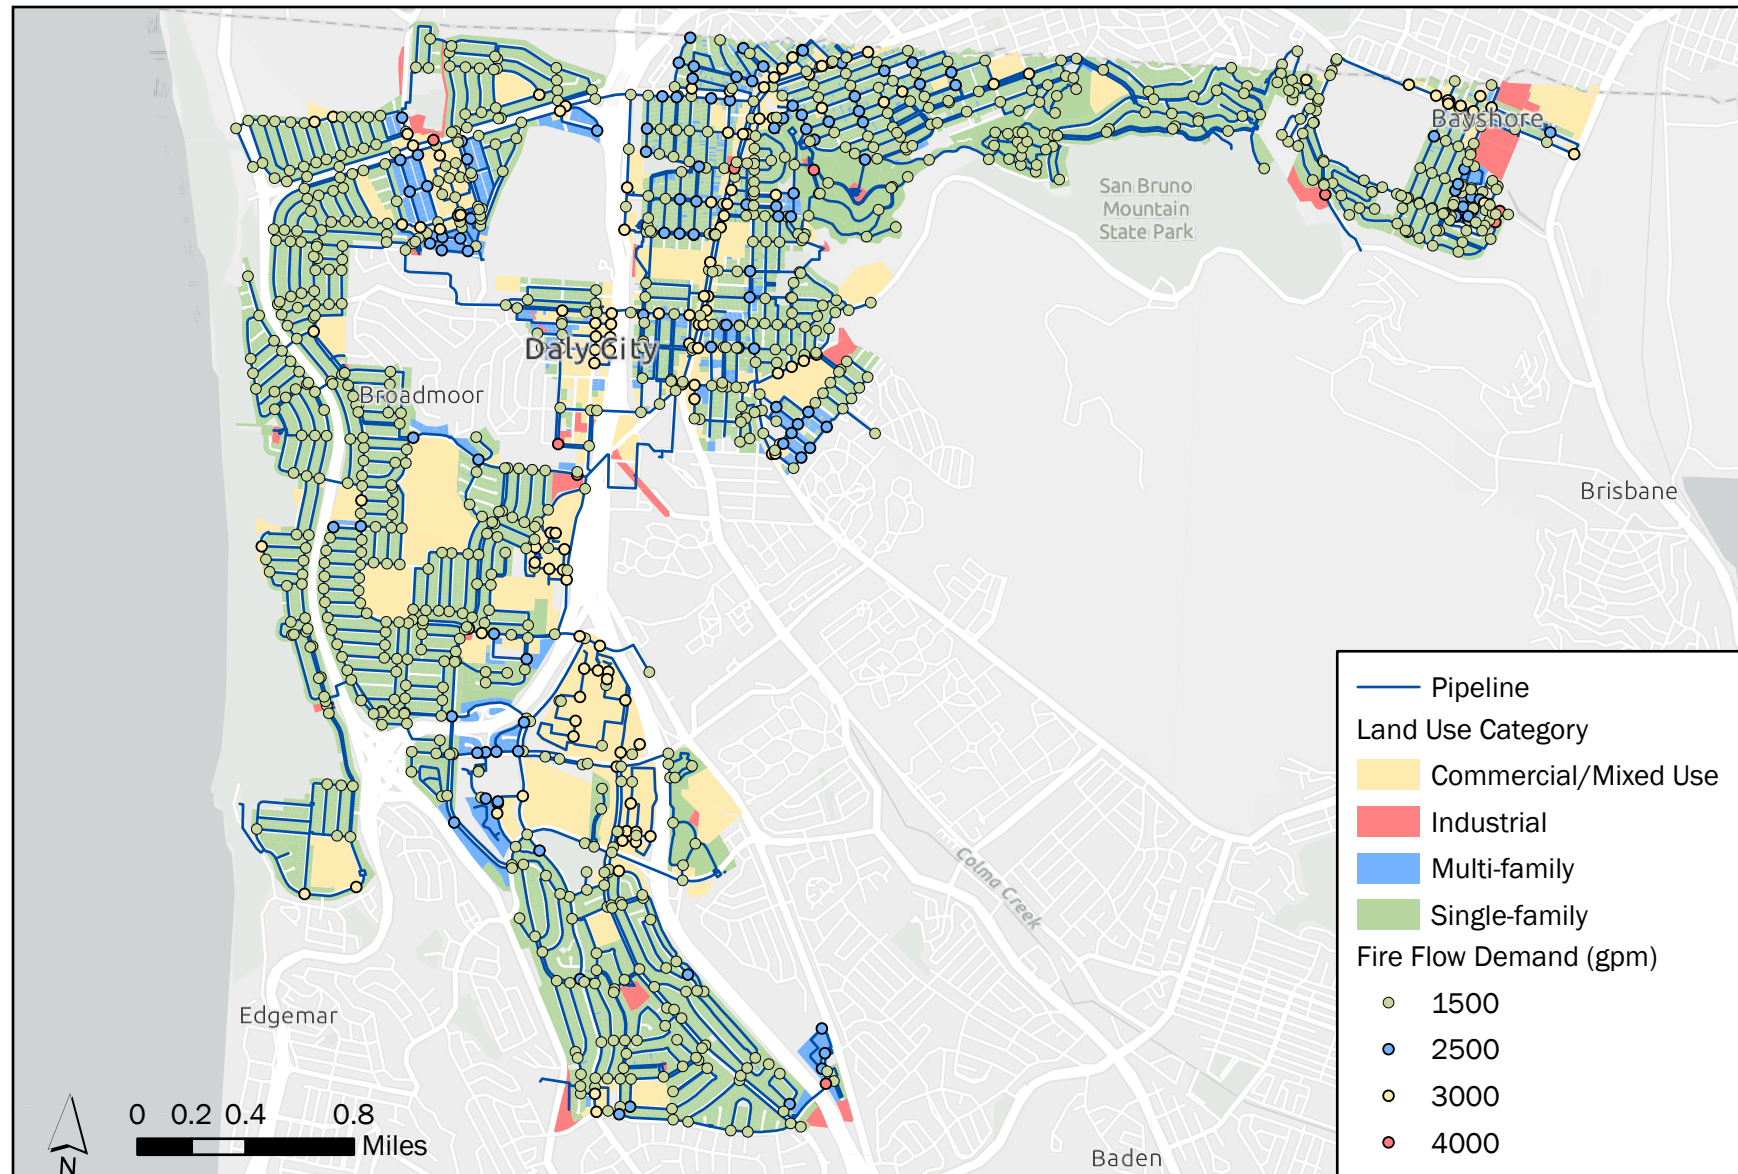 Bayshore
San Bruno
Mountain
State Park
Daly City
Broadmoor
Brisbane
Colma Creek
Edgemar
Baden
Pipeline
Land Use Category
Commercial/Mixed Use
Industrial
Multi-family
Single-family
Fire Flow Demand (gpm)
1500
2500
3000
4000
0 0.2 0.4 0.8
Miles
N